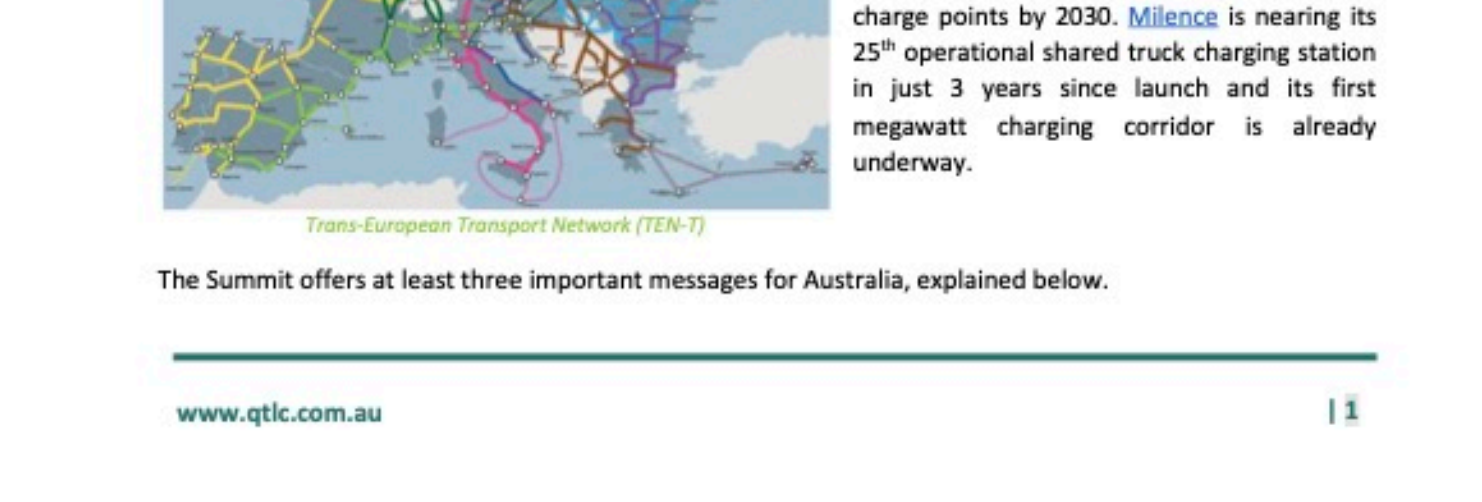 charge points by 2030. Milence is nearing its
25th operational shared truck charging station
in just 3 years since launch and its first
megawatt charging corridor is already
underway.
Trans-European Transport Network (TEN-T)
The Summit offers at least three important messages for Australia, explained below.
www.qtlc.com.au
| 1